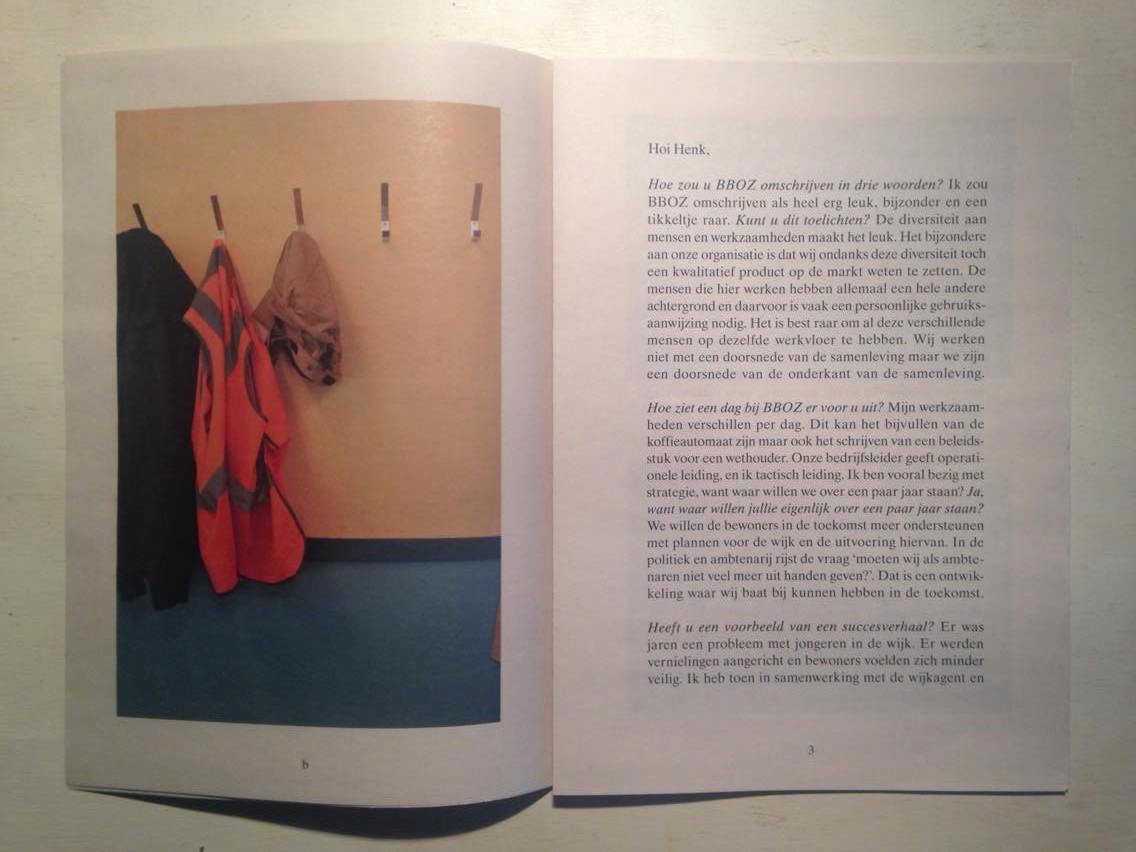 b
Hoi Henk,
Hoe zou u BBOZ omschrijven in drie woorden? Ik zou
BBOZ omschrijven als heel erg leuk, bijzonder en een
tikkeltje raar. Kunt u dit toelichten? De diversiteit aan
mensen en werkzaamheden maakt het leuk. Het bijzondere
aan onze organisatie is dat wij ondanks deze diversiteit toch
een kwalitatief product op de markt weten te zetten. De
mensen die hier werken hebben allemaal een hele andere
achtergrond en daarvoor is vaak een persoonlijke gebruiks-
aanwijzing nodig. Het is best raar om al deze verschillende
mensen op dezelfde werkvloer te hebben. Wij werken
niet met een doorsnede van de samenleving maar we zijn
een doorsnede van de onderkant van de samenleving.
Hoe ziet een dag bij BBOZ er voor u uit? Mijn werkzaam-
heden verschillen per dag. Dit kan het bijvullen van de
koffieautomaat zijn maar ook het schrijven van een beleids-
stuk voor een wethouder. Onze bedrijfsleider geeft operati-
onele leiding, en ik tactisch leiding. Ik ben vooral bezig met
strategie, want waar willen we over een paar jaar staan? Ja,
want waar willen jullie eigenlijk over een paar jaar staan?
We willen de bewoners in de toekomst meer ondersteunen
met plannen voor de wijk en de uitvoering hiervan. In de
politiek en ambtenarij rijst de vraag ‘moeten wij als ambte-
naren niet veel meer uit handen geven?’. Dat is een ontwik-
keling waar wij baat bij kunnen hebben in de toekomst.
Heeft u een voorbeeld van een succesverhaal? Er was
jaren een probleem met jongeren in de wijk. Er werden
vernielingen aangericht en bewoners voelden zich minder
veilig. Ik heb toen in samenwerking met de wijkagent en
3